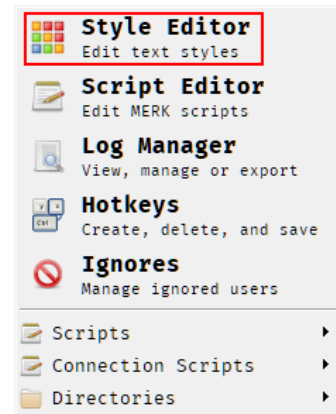 Style Editor
Edit text styles
Script Editor
Edit MERK scripts
Log Manager
View, manage or export
Hotkeys
Create, delete, and save
Ignores
Manage ignored users
Scripts
Connection Scripts
Directories